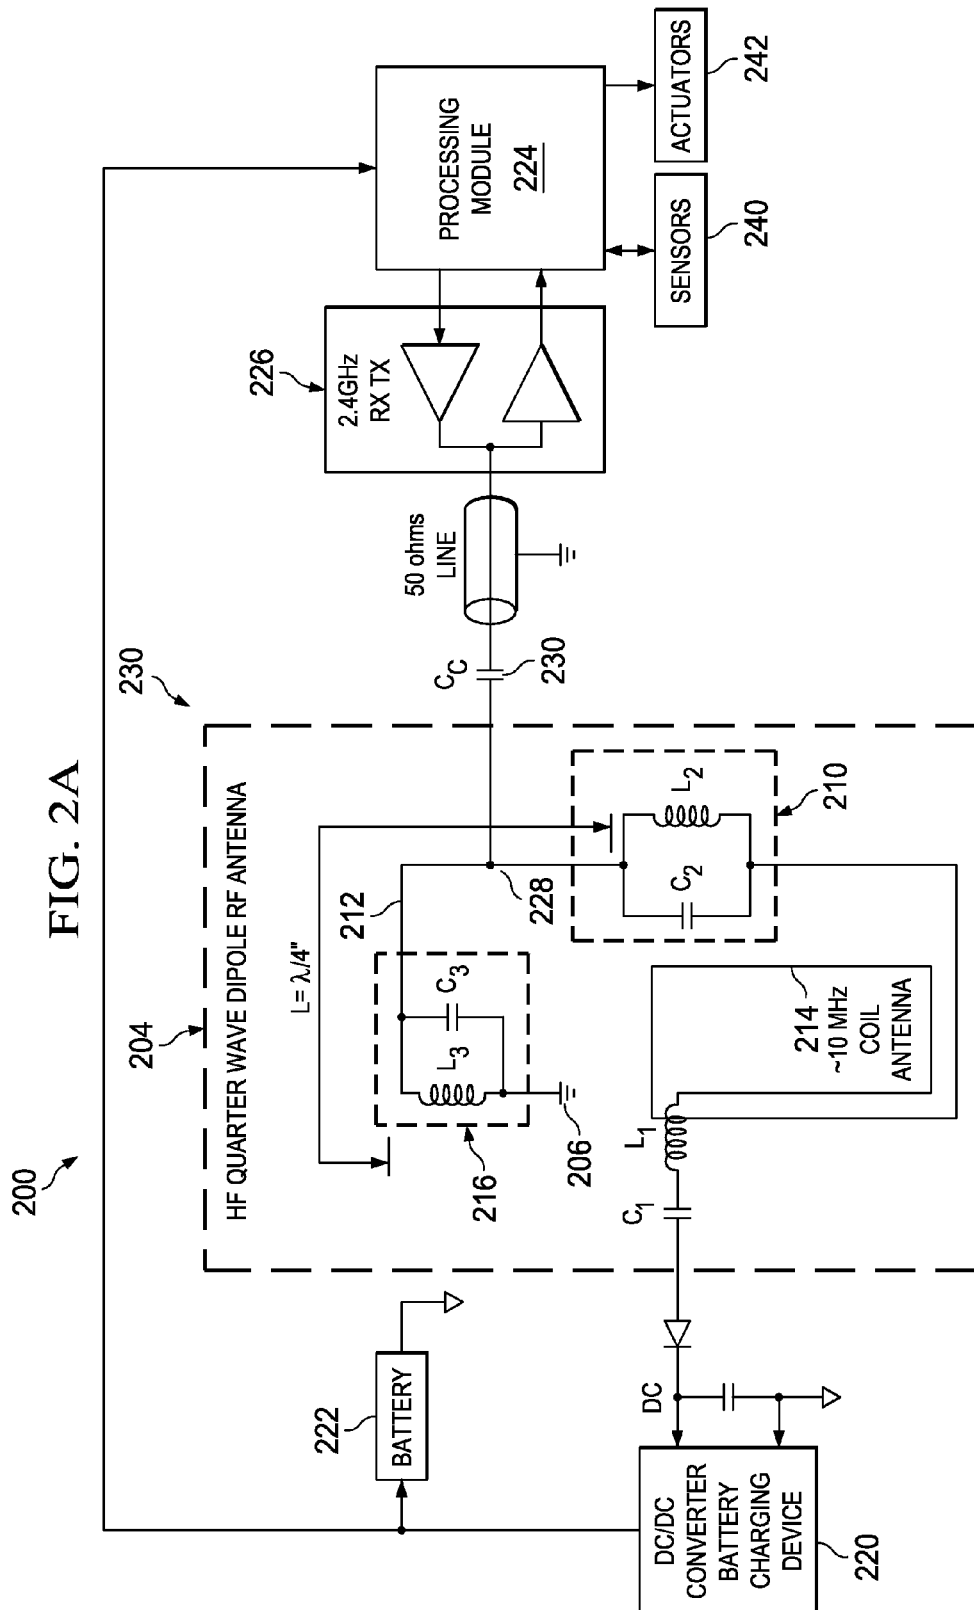 FIG. 2A
200
230
204
HF QUARTER WAVE DIPOLE RF ANTENNA
L= λ/4"
212
216
L3
C3
206
228
210
C2
L2
214
~10 MHz
COIL
ANTENNA
L1
C1
CC
230
50 ohms
LINE
226
2.4GHz
RX TX
PROCESSING
MODULE
224
SENSORS
240
ACTUATORS
242
222
BATTERY
DC
DC/DC
CONVERTER
BATTERY
CHARGING
DEVICE
220